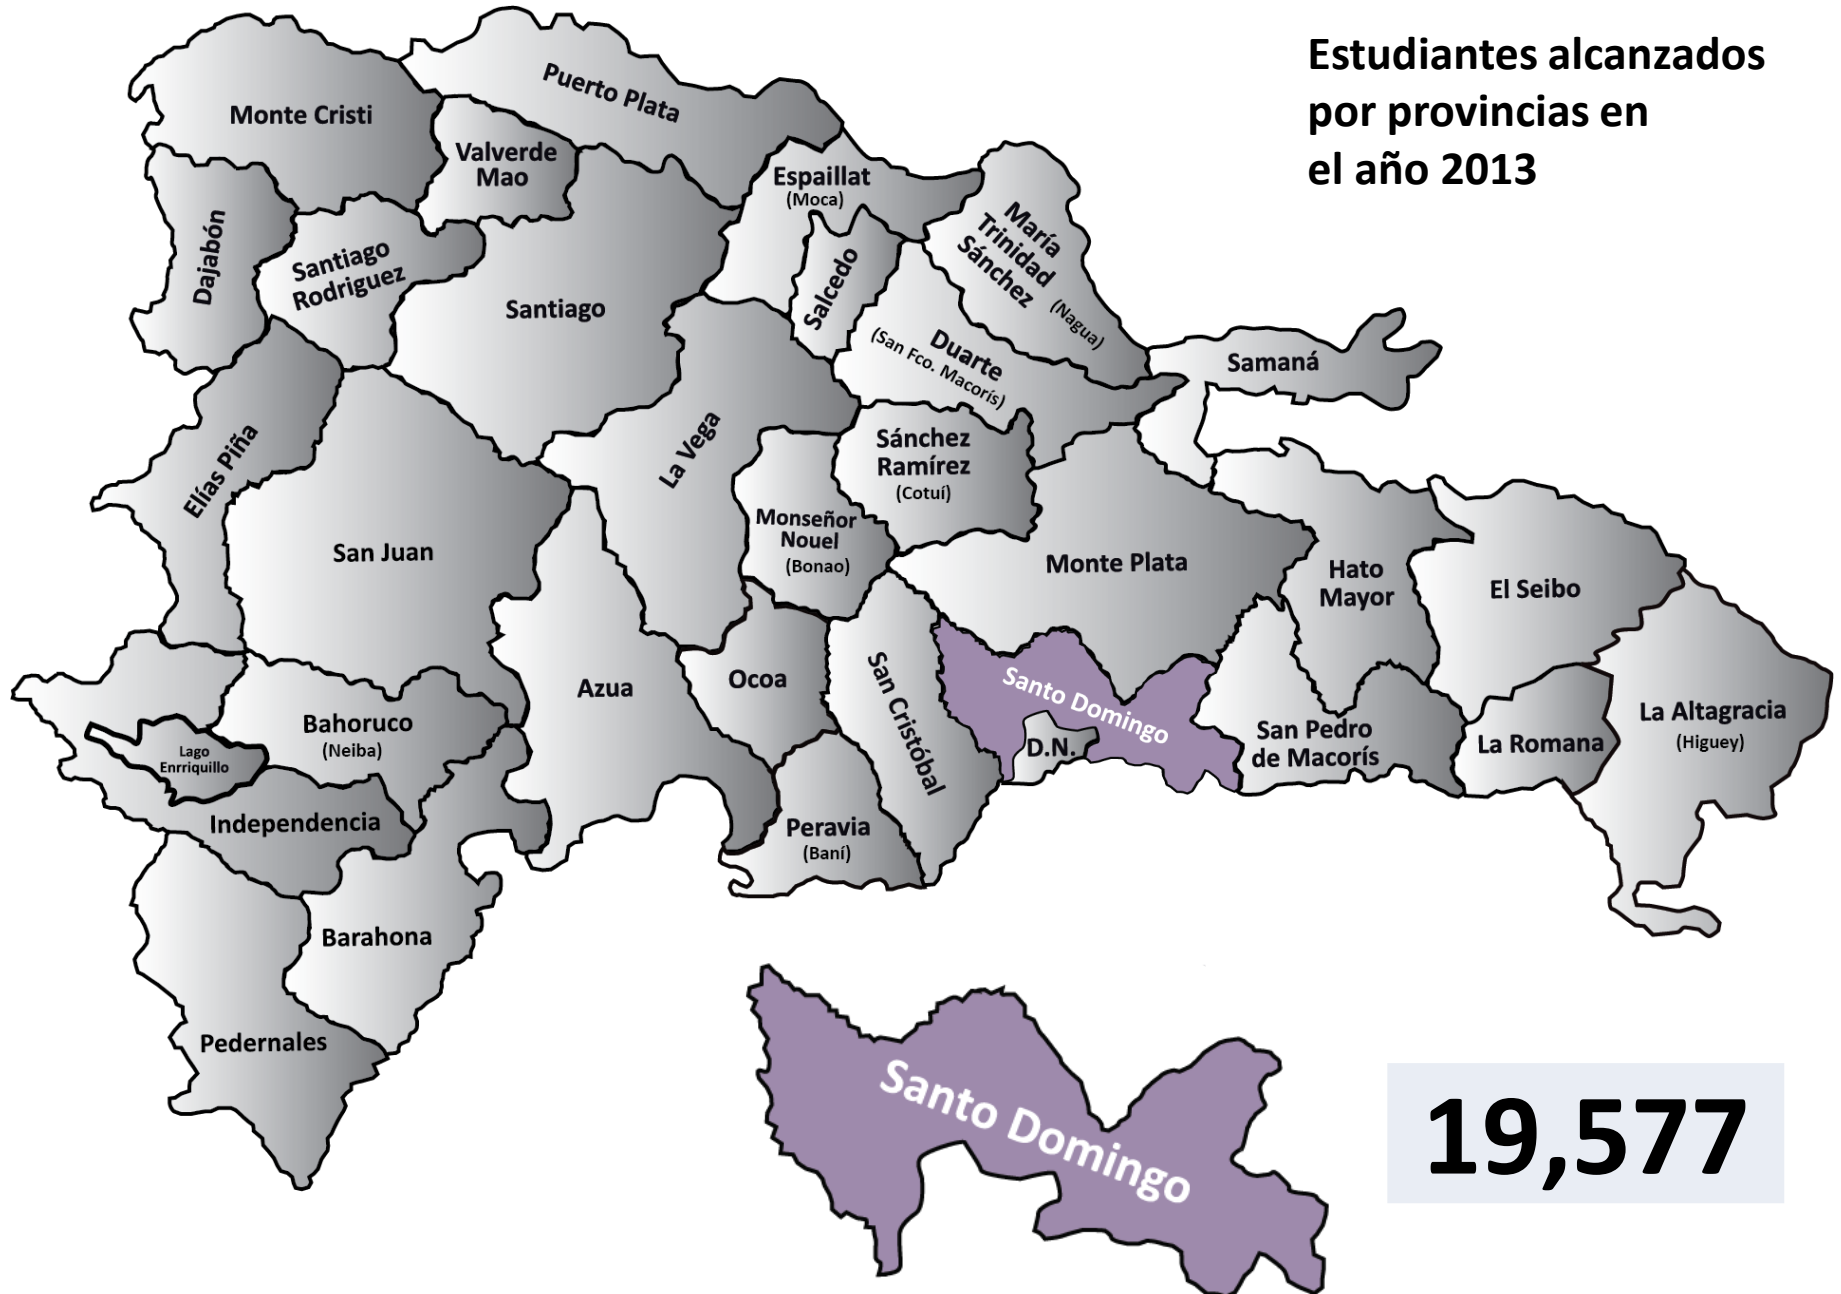 Estudiantes alcanzados
por provincias en
el año 2013
Puerto Plata
Monte Cristi
Valverde
Mao
Espaillat
(Moca)
María
Trinidad
Sánchez
(Nagua)
Dajabón
Santiago
Rodriguez
Santiago
Salcedo
Duarte
(San Fco. Macorís)
Samaná
Elías Piña
La Vega
Sánchez
Ramírez
(Cotuí)
San Juan
Monseñor
Nouel
(Bonao)
Monte Plata
Hato
Mayor
El Seibo
Azua
Ocoa
San Cristóbal
Santo Domingo
D.N.
San Pedro
de Macorís
La Romana
La Altagracia
(Higuey)
Bahoruco
(Neiba)
Lago
Enrriquillo
Independencia
Peravia
(Baní)
Barahona
Pedernales
Santo Domingo
19,577